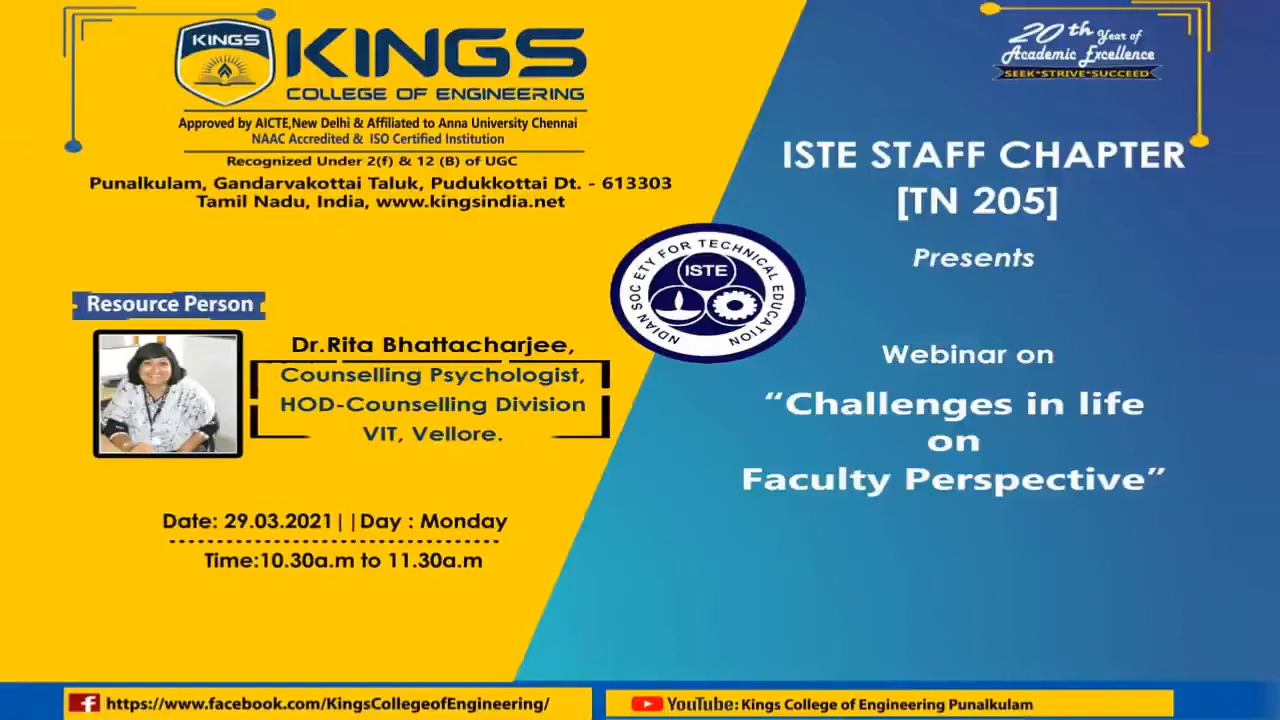 KINGS
KINGS
COLLEGE OF ENGINEERING
Approved by AICTE,New Delhi & Affiliated to Anna University Chennai
NAAC Accredited & ISO Certified Institution
Recognized Under 2(f) & 12 (B) of UGC
Punalkulam, Gandarvakottai Taluk, Pudukkottai Dt. - 613303
Tamil Nadu, India, www.kingsindia.net
20th Year of
Academic Excellence
SEEK*STRIVE*SUCCEED
ISTE STAFF CHAPTER
[TN 205]
Presents
INDIAN SOCIETY FOR TECHNICAL EDUCATION
ISTE
Webinar on
“Challenges in life
on
Faculty Perspective”
Resource Person
Dr.Rita Bhattacharjee,
Counselling Psychologist,
HOD-Counselling Division
VIT, Vellore.
Date: 29.03.2021||Day : Monday
Time:10.30a.m to 11.30a.m
https://www.facebook.com/KingsCollegeofEngineering/
YouTube: Kings College of Engineering Punalkulam